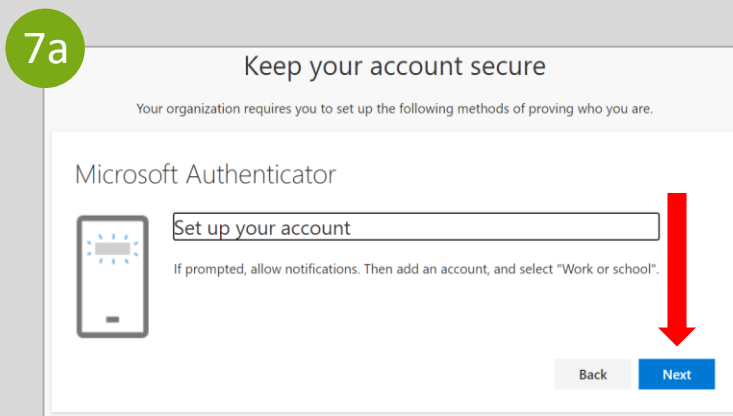 7a
Keep your account secure
Your organization requires you to set up the following methods of proving who you are.
Microsoft Authenticator
Set up your account
If prompted, allow notifications. Then add an account, and select "Work or school".
Back
Next